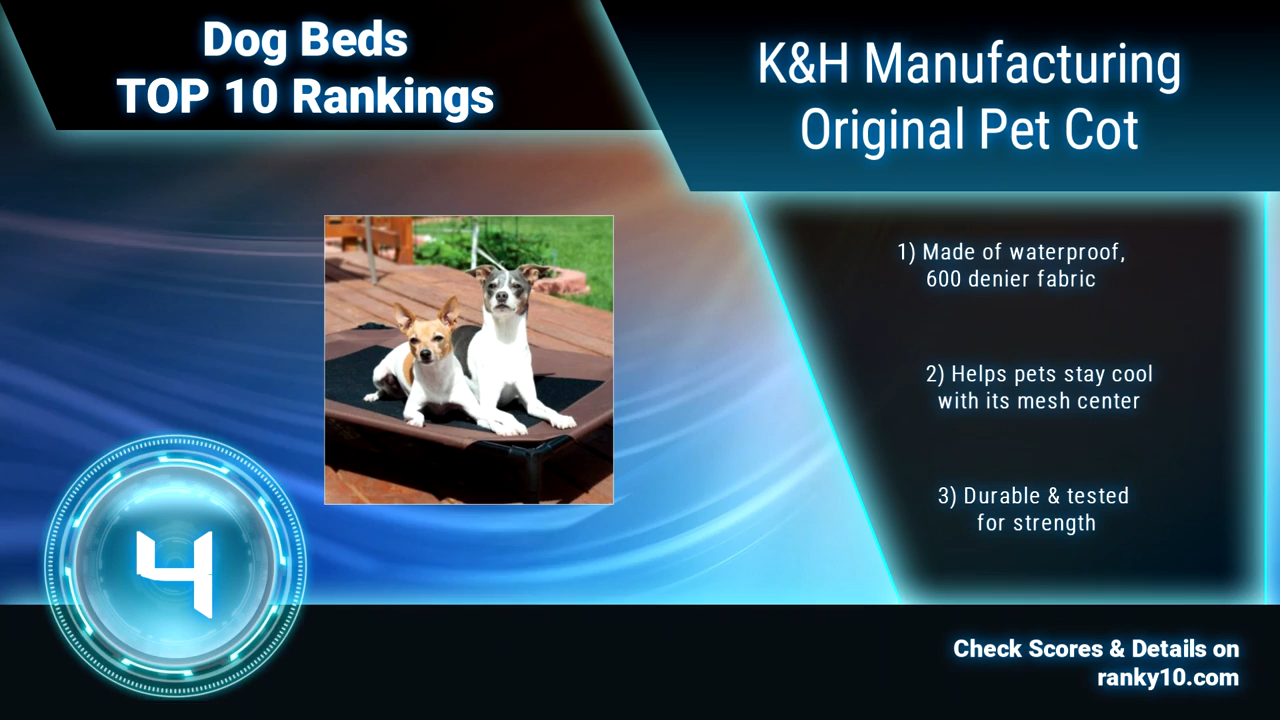 Dog Beds
TOP 10 Rankings
K&H Manufacturing
Original Pet Cot
1) Made of waterproof,
600 denier fabric
2) Helps pets stay cool
with its mesh center
3) Durable & tested
for strength
4
Check Scores & Details on
ranky10.com